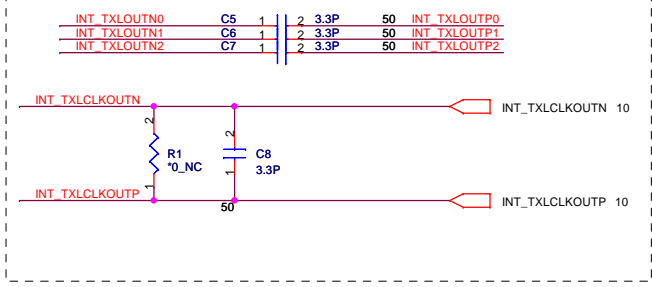 INT_TXLOUTN0 C5 1 2 3.3P 50 INT_TXLOUTP0
INT_TXLOUTN1 C6 1 2 3.3P 50 INT_TXLOUTP1
INT_TXLOUTN2 C7 1 2 3.3P 50 INT_TXLOUTP2
INT_TXLCLKOUTN INT_TXLCLKOUTN 10
2 2
R1 C8
*0_NC 3.3P
1 1
INT_TXLCLKOUTP 50 INT_TXLCLKOUTP 10